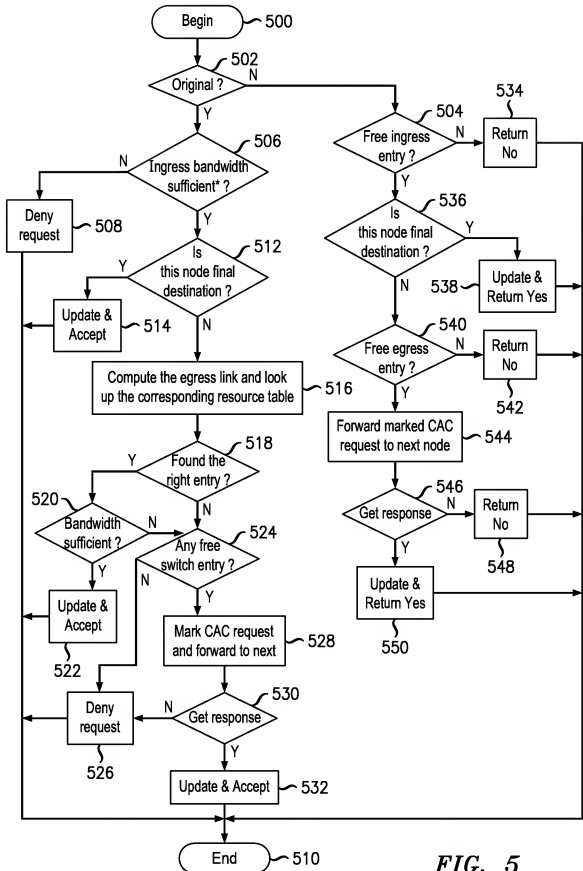 Begin
500
502
Original ?
N
Y
504
Free ingress
entry ?
N
Y
534
Return
No
506
Ingress bandwidth
sufficient* ?
N
Y
Deny
request
508
536
Is
this node final
destination ?
Y
N
512
Is
this node final
destination ?
Y
N
538
Update &
Return Yes
Update &
Accept
514
540
Free egress
entry ?
N
Y
Return
No
542
Compute the egress link and look
up the corresponding resource table
516
Forward marked CAC
request to next node
544
518
Found the
right entry ?
Y
N
520
Bandwidth
sufficient ?
N
Y
524
Any free
switch entry ?
N
Y
546
Get response
N
Y
Return
No
548
Update &
Accept
522
Update &
Return Yes
550
Mark CAC request
and forward to next
528
530
Get response
N
Y
Deny
request
526
Update & Accept
532
End
510
FIG. 5